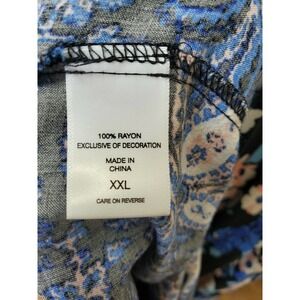 100% RAYON
EXCLUSIVE OF DECORATION
MADE IN
CHINA
XXL
CARE ON REVERSE